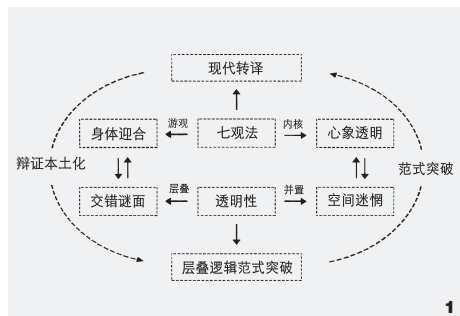 现代转译
身体迎合 游观 七观法 内核 心象透明
辩证本土化 范式突破
交错谜面 层叠 透明性 并置 空间迷惘
层叠逻辑范式突破
1